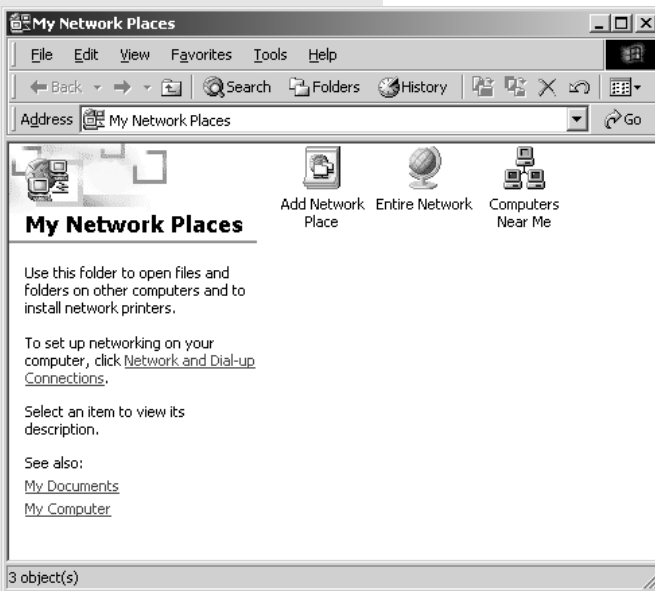 My Network Places
File Edit View Favorites Tools Help
Back Search Folders History
Address My Network Places Go
My Network Places
Use this folder to open files and
folders on other computers and to
install network printers.
To set up networking on your
computer, click Network and Dial-up
Connections.
Select an item to view its
description.
See also:
My Documents
My Computer
Add Network
Place
Entire Network
Computers
Near Me
3 object(s)